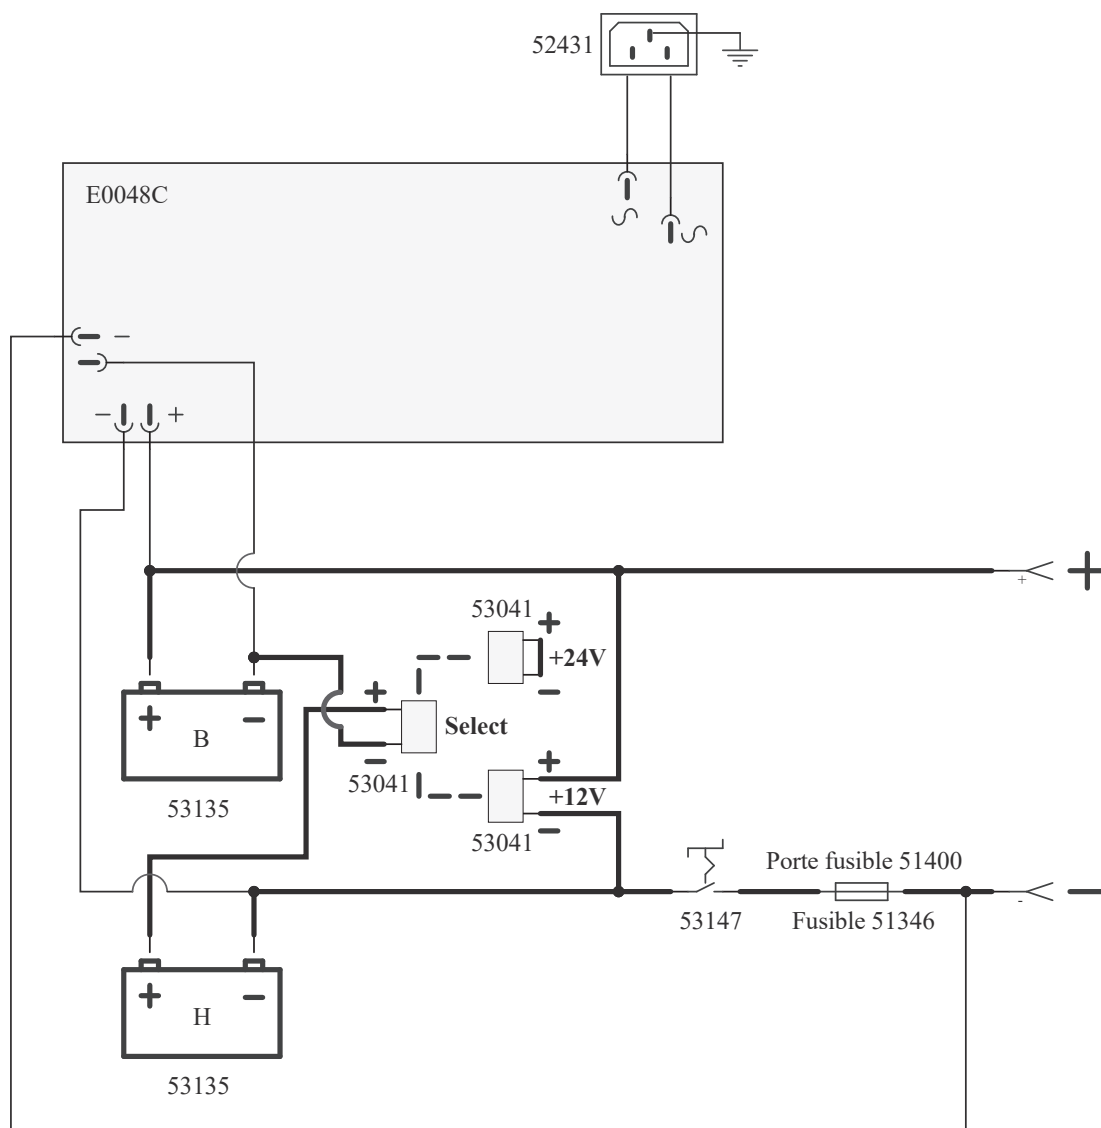 52431
E0048C
−
− +
+
53041
+
+24V
−
+
Select
−
53041
+
+12V
−
53041
+ −
B
53135
Porte fusible 51400
53147
Fusible 51346
-
−
+ −
H
53135